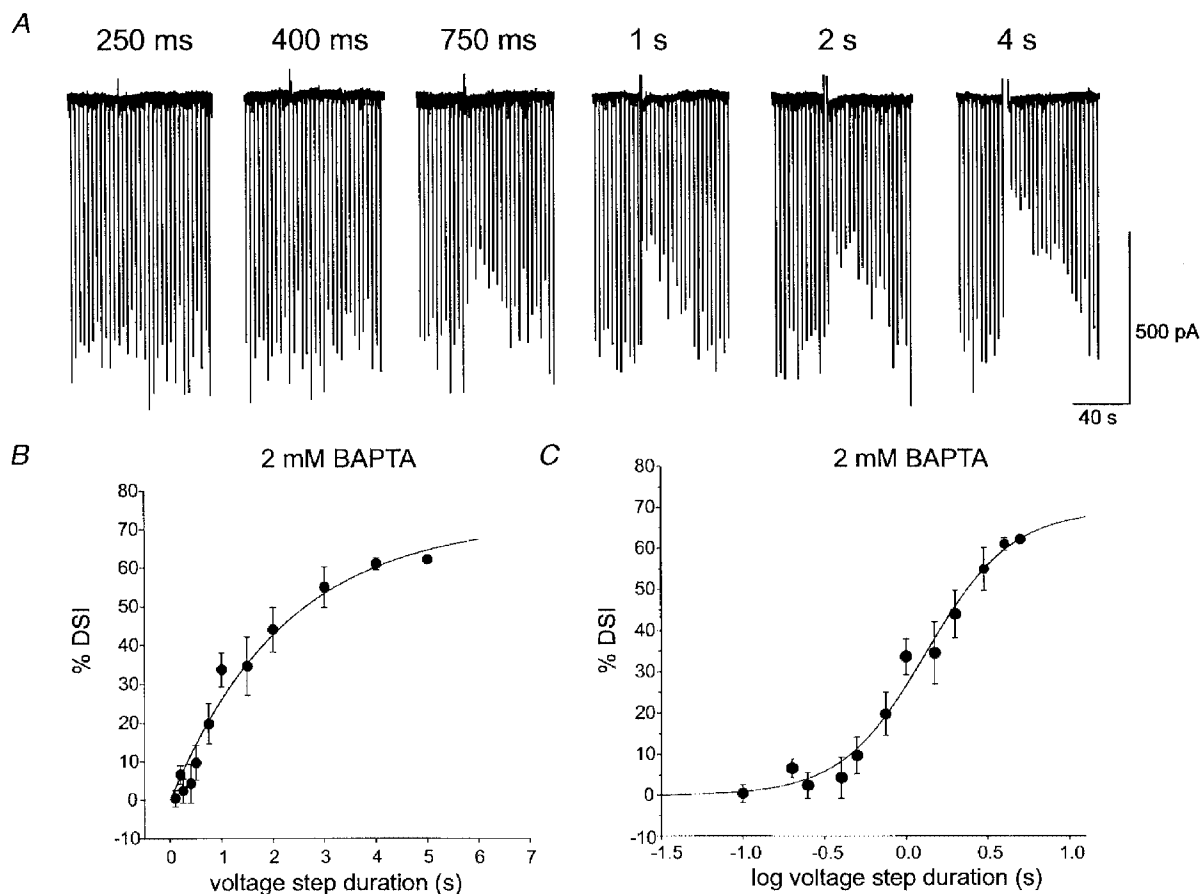 A
250 ms 400 ms 750 ms 1 s 2 s 4 s
500 pA
40 s
B
2 mM BAPTA
% DSI
80
70
60
50
40
30
20
10
0
-10
0 1 2 3 4 5 6 7
voltage step duration (s)
C
2 mM BAPTA
% DSI
80
70
60
50
40
30
20
10
0
-10
-1.5 -1.0 -0.5 0.0 0.5 1.0
log voltage step duration (s)